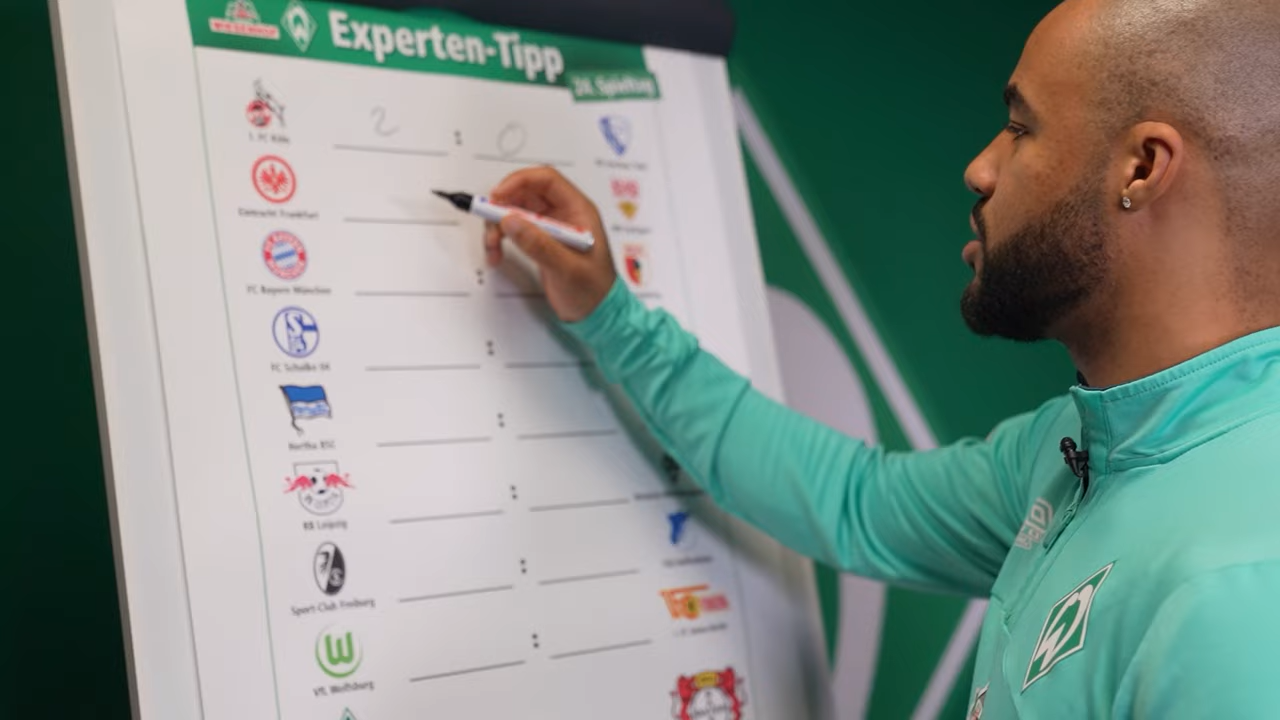 WIESENHOF
Experten-Tipp
24. Spieltag
1. FC Köln
2 : 0
Eintracht Frankfurt
FC Bayern München
:
FC Schalke 04
:
Hertha BSC
:
RB Leipzig
:
Sport-Club Freiburg
:
VfL Wolfsburg
: